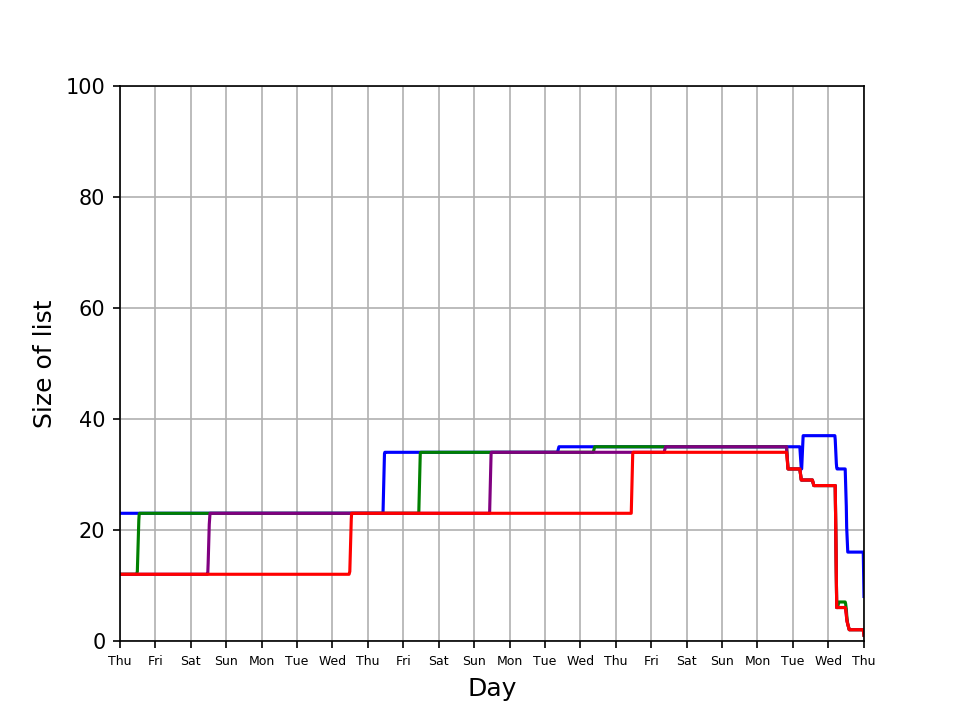 100
80
60
40
20
0
Size of list
Thu Fri Sat Sun Mon Tue Wed Thu Fri Sat Sun Mon Tue Wed Thu Fri Sat Sun Mon Tue Wed Thu
Day